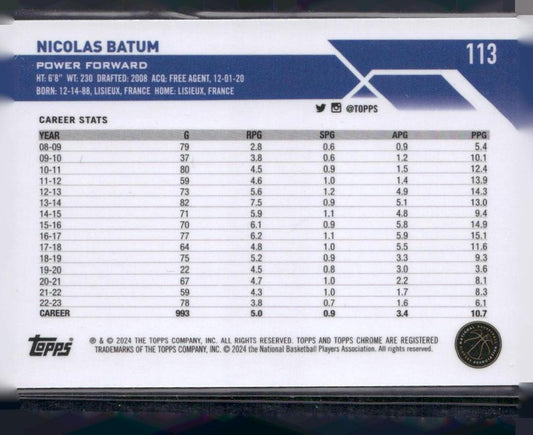 NICOLAS BATUM
113
POWER FORWARD
HT: 6'8" WT: 230 DRAFTED: 2008 ACQ: FREE AGENT, 12-01-20
BORN: 12-14-88, LISIEUX, FRANCE HOME: LISIEUX, FRANCE
@TOPPS
CAREER STATS
YEAR G RPG SPG APG PPG
08-09 79 2.8 0.6 0.9 5.4
09-10 37 3.8 0.6 1.2 10.1
10-11 80 4.5 0.9 1.5 12.4
11-12 59 4.6 1.0 1.4 13.9
12-13 73 5.6 1.2 4.9 14.3
13-14 82 7.5 0.9 5.1 13.0
14-15 71 5.9 1.1 4.8 9.4
15-16 70 6.1 0.9 5.8 14.9
16-17 77 6.2 1.1 5.9 15.1
17-18 64 4.8 1.0 5.5 11.6
18-19 75 5.2 0.9 3.3 9.3
19-20 22 4.5 0.8 3.0 3.6
20-21 67 4.7 1.0 2.2 8.1
21-22 59 4.3 1.0 1.7 8.3
22-23 78 3.8 0.7 1.6 6.1
CAREER 993 5.0 0.9 3.4 10.7
Topps
® & © 2024 THE TOPPS COMPANY, INC. ALL RIGHTS RESERVED. TOPPS AND TOPPS CHROME ARE REGISTERED
TRADEMARKS OF THE TOPPS COMPANY, INC. © 2024 the National Basketball Players Association. All rights reserved.